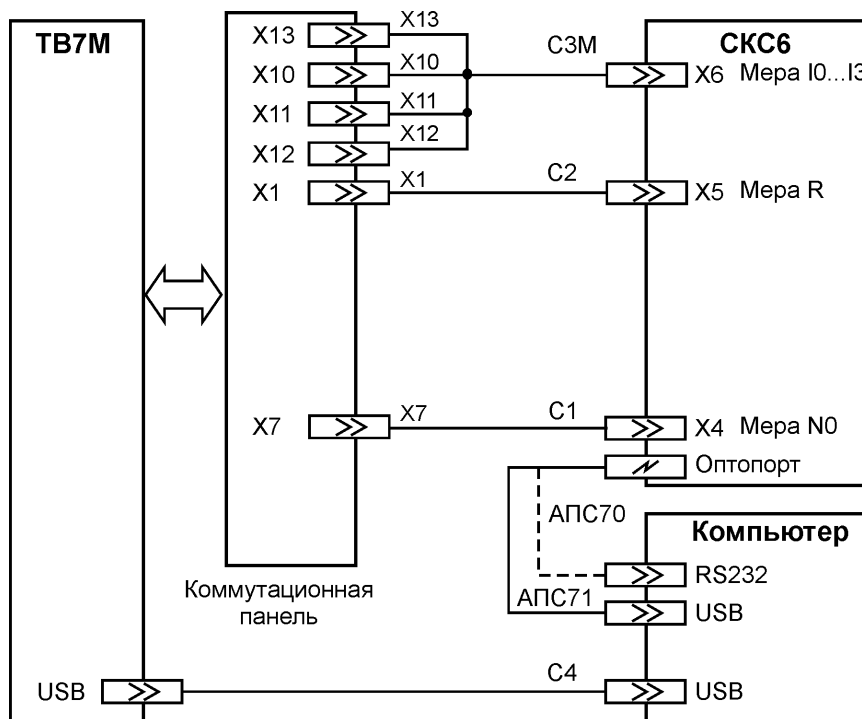 ТВ7М
СКС6
X13
X13
X10
X10
X11
X11
X12
X12
X1
X1
С3М
X6 Мера I0...I3
С2
X5 Мера R
X7
X7
С1
X4 Мера N0
Оптопорт
АПС70
Компьютер
RS232
АПС71
USB
Коммутационная
панель
USB
С4
USB